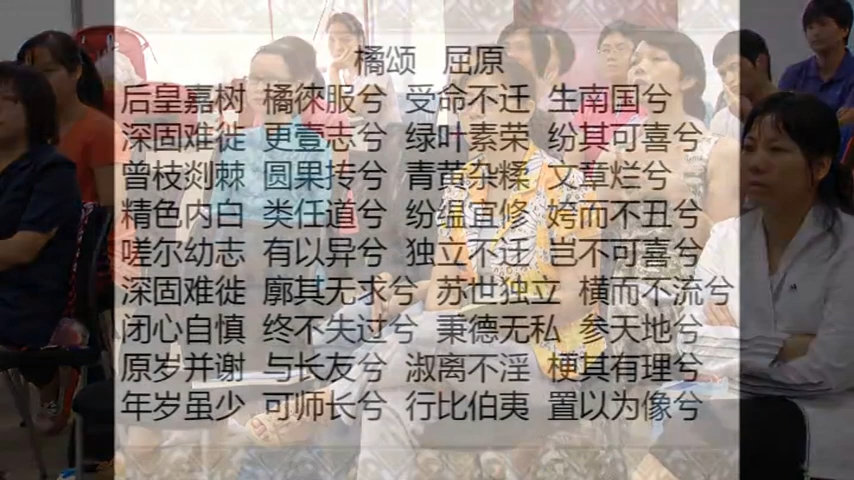 橘颂 屈原
后皇嘉树 橘徕服兮 受命不迁 生南国兮
深固难徙 更壹志兮 绿叶素荣 纷其可喜兮
曾枝剡棘 圆果抟兮 青黄杂糅 文章烂兮
精色内白 类任道兮 纷缊宜修 姱而不丑兮
嗟尔幼志 有以异兮 独立不迁 岂不可喜兮
深固难徙 廓其无求兮 苏世独立 横而不流兮
闭心自慎 终不失过兮 秉德无私 参天地兮
原岁并谢 与长友兮 淑离不淫 梗其有理兮
年岁虽少 可师长兮 行比伯夷 置以为像兮